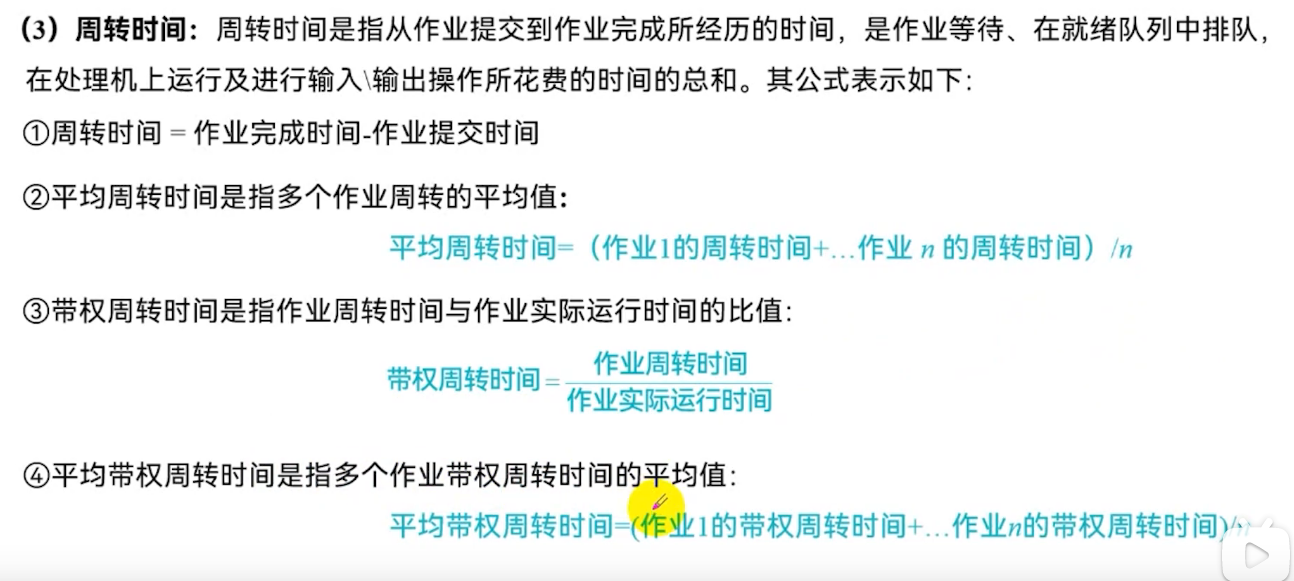 （3）周转时间：周转时间是指从作业提交到作业完成所经历的时间，是作业等待、在就绪队列中排队，
在处理机上运行及进行输入\输出操作所花费的时间的总和。其公式表示如下：
①周转时间 = 作业完成时间-作业提交时间
②平均周转时间是指多个作业周转的平均值：
平均周转时间=（作业1的周转时间+…作业 n 的周转时间）/n
③带权周转时间是指作业周转时间与作业实际运行时间的比值：
作业周转时间
带权周转时间=
作业实际运行时间
④平均带权周转时间是指多个作业带权周转时间的平均值：
平均带权周转时间=(作业1的带权周转时间+…作业n的带权周转时间)/